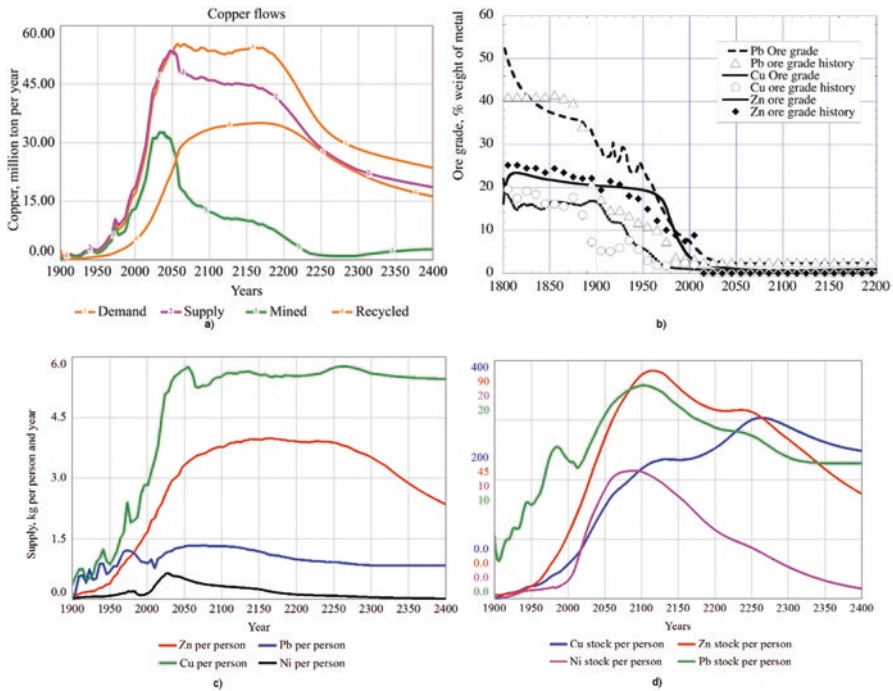 Copper flows
Copper, million ton per year
60.00
45.00
30.00
15.00
0.00
1900 1950 2000 2050 2100 2150 2200 2250 2300 2350 2400
Years
Demand Supply Mined Recycled
a)
Ore grade, % weight of metal
60
50
40
30
20
10
0
Pb Ore grade
Pb ore grade history
Cu Ore grade
Cu ore grade history
Zn ore grade
Zn ore grade history
1800 1850 1900 1950 2000 2050 2100 2150 2200
b)
Supply, kg per person and year
6.0
4.5
3.0
1.5
0.0
1900 1950 2000 2050 2100 2150 2200 2250 2300 2350 2400
Year
Zn per person Pb per person
Cu per person Ni per person
c)
400
90
20
20
200
45
10
10
0.0
0.0
0.0
0.0
1900 1950 2000 2050 2100 2150 2200 2250 2300 2350 2400
Years
Cu stock per person Zn stock per person
Ni stock per person Pb stock per person
d)